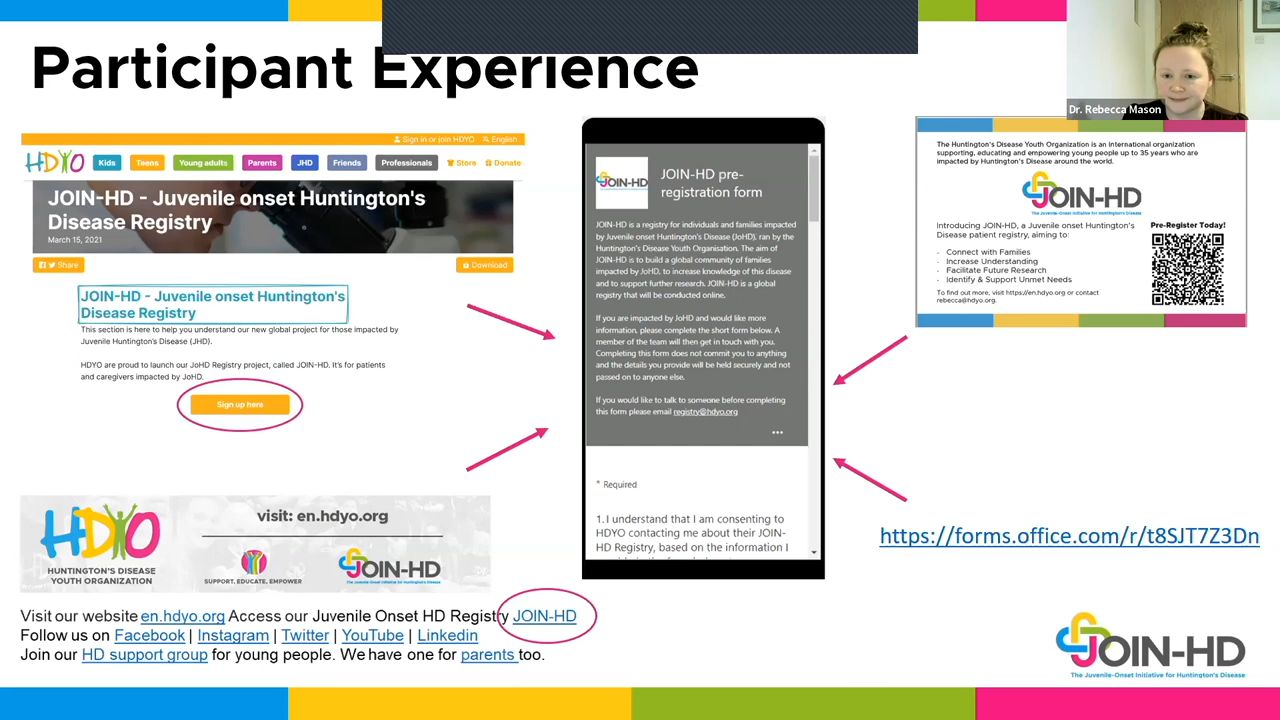 Participant Experience
Dr. Rebecca Mason
Sign in or join HDYO English
HDYO Kids Teens Young adults Parents JHD Friends Professionals Store Donate
JOIN-HD - Juvenile onset Huntington's
Disease Registry
March 15, 2021
Share
Download
JOIN-HD - Juvenile onset Huntington's
Disease Registry
This section is here to help you understand our new global project for those impacted by
Juvenile Huntington's Disease (JHD).
HDYO are proud to launch our JoHD Registry project, called JOIN-HD. It's for patients
and caregivers impacted by JoHD.
Sign up here
HDYO
HUNTINGTON'S DISEASE
YOUTH ORGANIZATION
visit: en.hdyo.org
SUPPORT, EDUCATE, EMPOWER
JOIN-HD
The Juvenile-Onset Initiative for Huntington's Disease
Visit our website en.hdyo.org Access our Juvenile Onset HD Registry JOIN-HD
Follow us on Facebook | Instagram | Twitter | YouTube | Linkedin
Join our HD support group for young people. We have one for parents too.
JOIN-HD
JOIN-HD pre-
registration form
JOIN-HD is a registry for individuals and families impacted
by Juvenile onset Huntington's Disease (JoHD), ran by the
Huntington's Disease Youth Organisation. The aim of
JOIN-HD is to build a global community of families
impacted by JoHD, to increase knowledge of this disease
and to support further research. JOIN-HD is a global
registry that will be conducted online.
If you are impacted by JoHD and would like more
information, please complete the short form below. A
member of the team will then get in touch with you.
Completing this form does not commit you to anything
and the details you provide will be held securely and not
passed on to anyone else.
If you would like to talk to someone before completing
this form please email registry@hdyo.org
...
* Required
1. I understand that I am consenting to
HDYO contacting me about their JOIN-
HD Registry, based on the information I
The Huntington's Disease Youth Organization is an international organization
supporting, educating and empowering young people up to 35 years who are
impacted by Huntington's Disease around the world.
JOIN-HD
The Juvenile-Onset Initiative for Huntington's Disease
Introducing JOIN-HD, a Juvenile onset Huntington's
Disease patient registry, aiming to:
- Connect with Families
- Increase Understanding
- Facilitate Future Research
- Identify & Support Unmet Needs
To find out more, visit https://en.hdyo.org or contact
rebecca@hdyo.org.
Pre-Register Today!
https://forms.office.com/r/t8SJT7Z3Dn
JOIN-HD
The Juvenile-Onset Initiative for Huntington's Disease